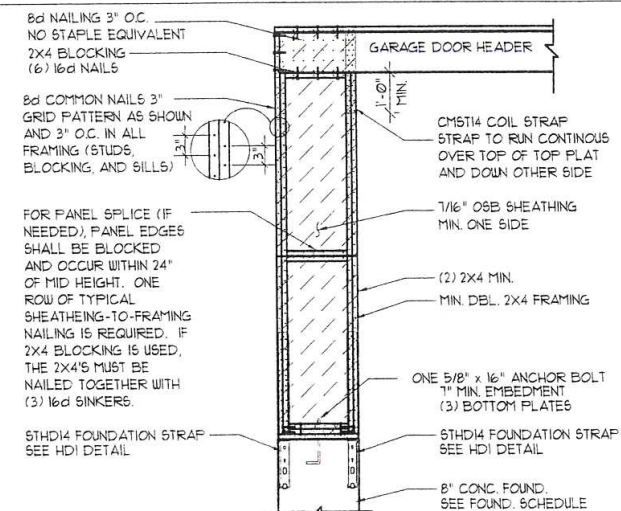 8d NAILING 3" O.C.
NO STAPLE EQUIVALENT
2X4 BLOCKING
(6) 16d NAILS
8d COMMON NAILS 3"
GRID PATTERN AS SHOWN
AND 3" O.C. IN ALL
FRAMING (STUDS,
BLOCKING, AND SILLS)
3"
3"
FOR PANEL SPLICE (IF
NEEDED), PANEL EDGES
SHALL BE BLOCKED
AND OCCUR WITHIN 24"
OF MID HEIGHT. ONE
ROW OF TYPICAL
SHEATHEING-TO-FRAMING
NAILING IS REQUIRED. IF
2X4 BLOCKING IS USED,
THE 2X4'S MUST BE
NAILED TOGETHER WITH
(3) 16d SINKERS.
STHD14 FOUNDATION STRAP
SEE HD1 DETAIL
GARAGE DOOR HEADER
1'-0"
MIN.
CMST14 COIL STRAP
STRAP TO RUN CONTINOUS
OVER TOP OF TOP PLAT
AND DOWN OTHER SIDE
7/16" OSB SHEATHING
MIN. ONE SIDE
(2) 2X4 MIN.
MIN. DBL. 2X4 FRAMING
ONE 5/8" x 16" ANCHOR BOLT
7" MIN. EMBEDMENT
(3) BOTTOM PLATES
STHD14 FOUNDATION STRAP
SEE HD1 DETAIL
8" CONC. FOUND.
SEE FOUND. SCHEDULE